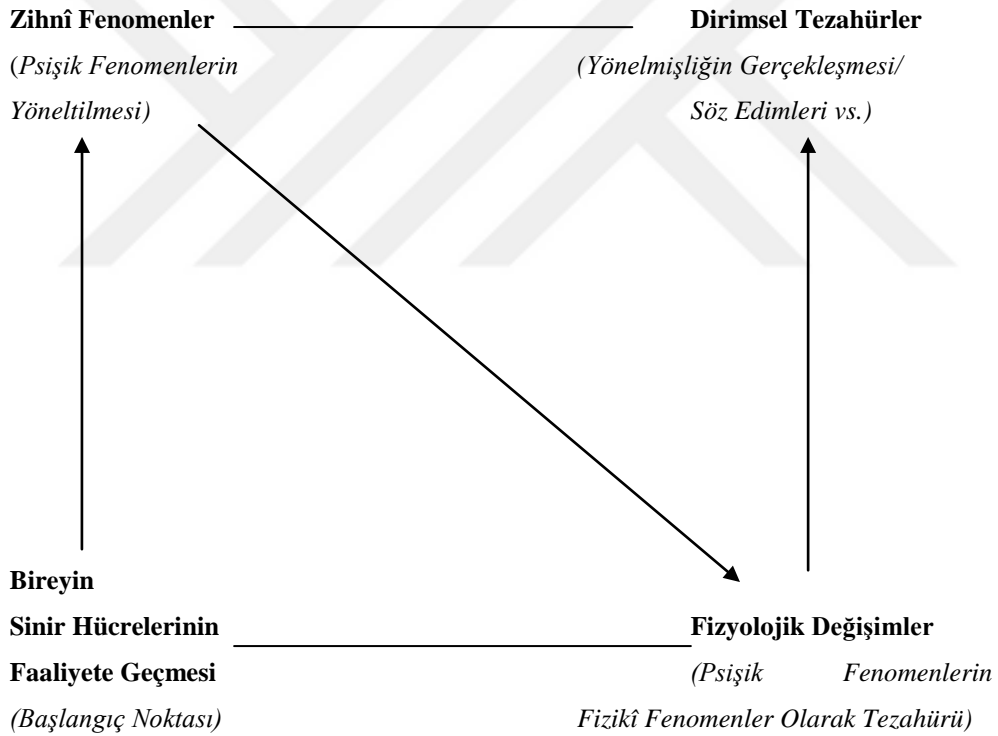 Zihnî Fenomenler
Dirimsel Tezahürler
(Psişik Fenomenlerin
Yöneltilmesi)
(Yönelmişliğin Gerçekleşmesi/
Söz Edimleri vs.)
Bireyin
Sinir Hücrelerinin
Faaliyete Geçmesi
(Başlangıç Noktası)
Fizyolojik Değişimler
(Psişik Fenomenlerin
Fizikî Fenomenler Olarak Tezahürü)